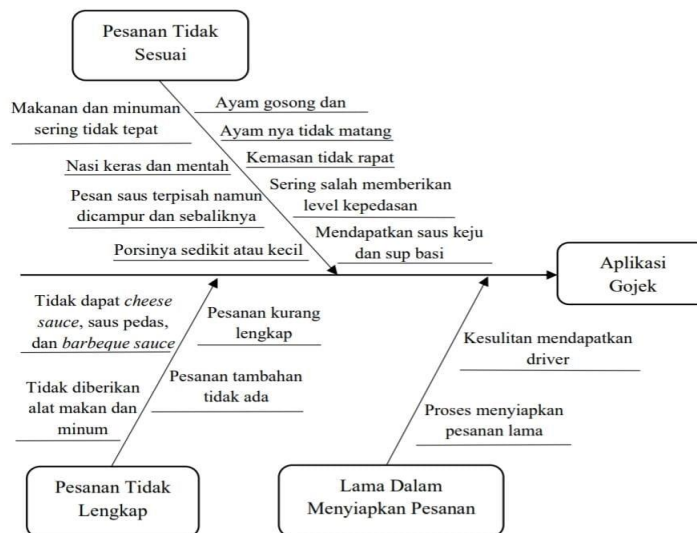 Pesanan Tidak
Sesuai
Makanan dan minuman
sering tidak tepat
Nasi keras dan mentah
Pesan saus terpisah namun
dicampur dan sebaliknya
Porsinya sedikit atau kecil
Ayam gosong dan
Ayam nya tidak matang
Kemasan tidak rapat
Sering salah memberikan
level kepedasan
Mendapatkan saus keju
dan sup basi
Aplikasi
Gojek
Tidak dapat cheese
sauce, saus pedas,
dan barbeque sauce
Tidak diberikan
alat makan dan
minum
Pesanan kurang
lengkap
Pesanan tambahan
tidak ada
Pesanan Tidak
Lengkap
Kesulitan mendapatkan
driver
Proses menyiapkan
pesanan lama
Lama Dalam
Menyiapkan Pesanan